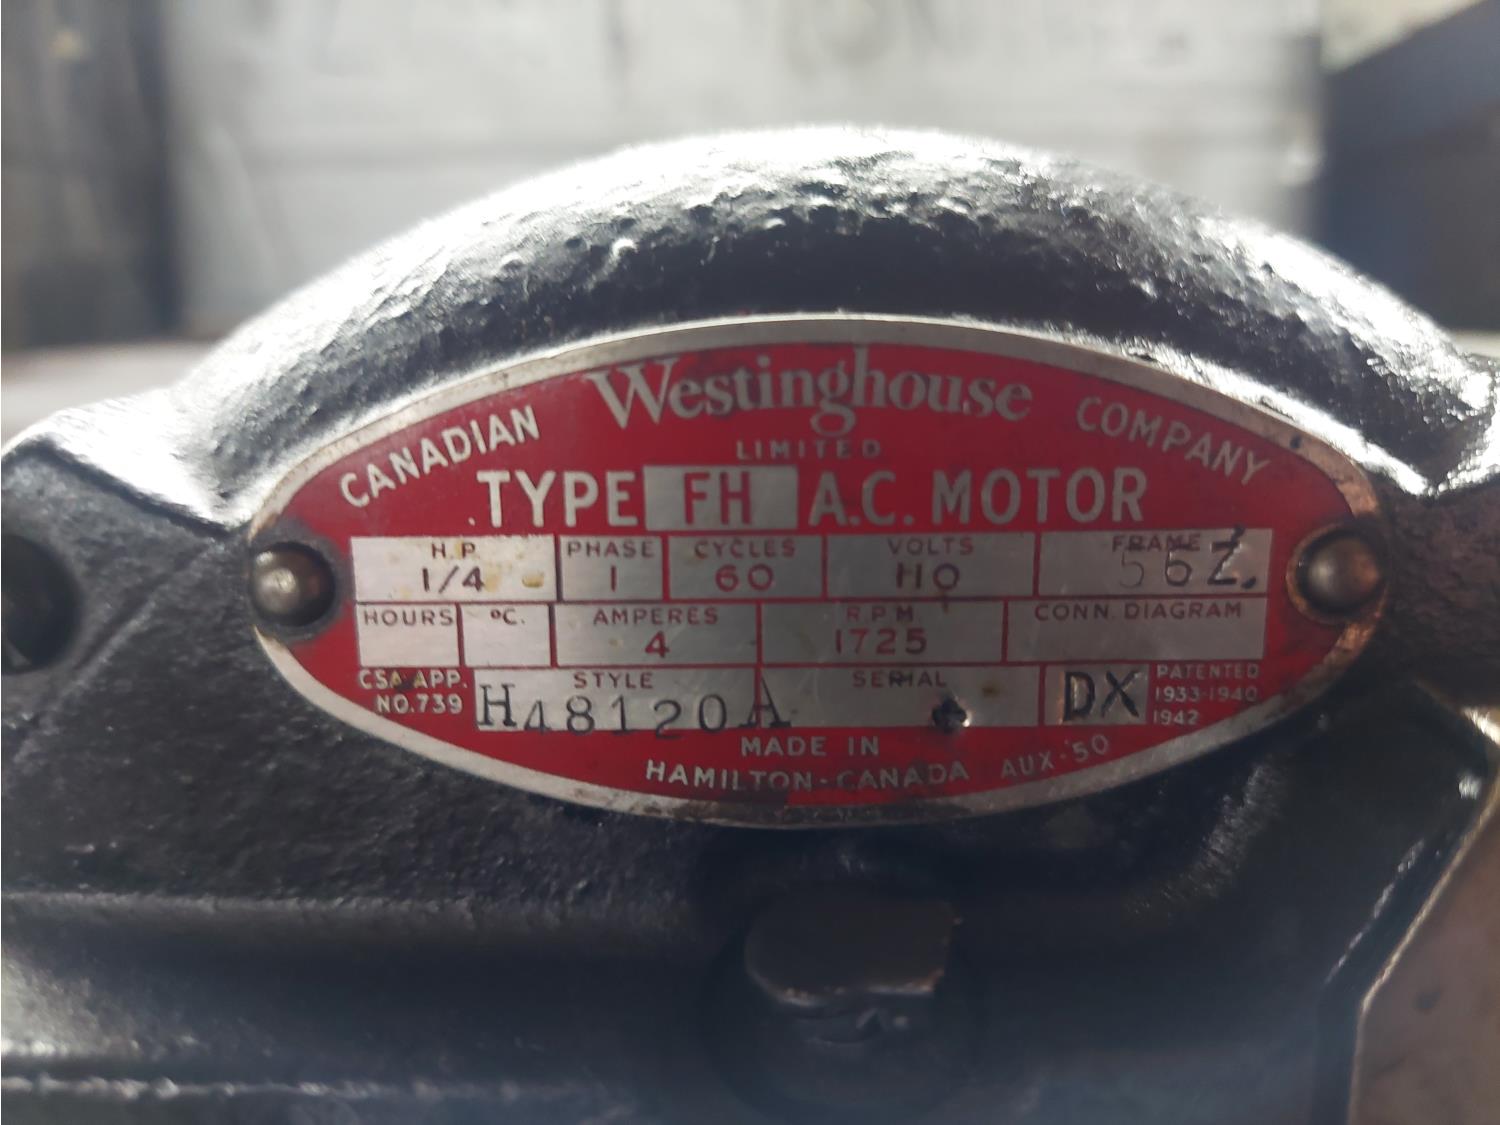 CANADIAN Westinghouse COMPANY
LIMITED
TYPE FH A.C. MOTOR
H.P. PHASE CYCLES VOLTS FRAME
1/4 1 60 110 56Z.
HOURS °C. AMPERES R.P.M. CONN. DIAGRAM
4 1725
CSA APP. STYLE SERIAL DX PATENTED
NO.739 H48120A 1933-1940
1942
MADE IN
HAMILTON-CANADA AUX-'50